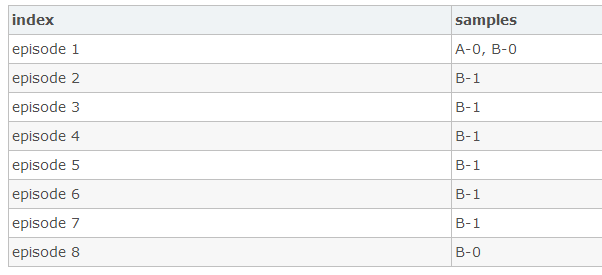 index samples
episode 1 A-0, B-0
episode 2 B-1
episode 3 B-1
episode 4 B-1
episode 5 B-1
episode 6 B-1
episode 7 B-1
episode 8 B-0